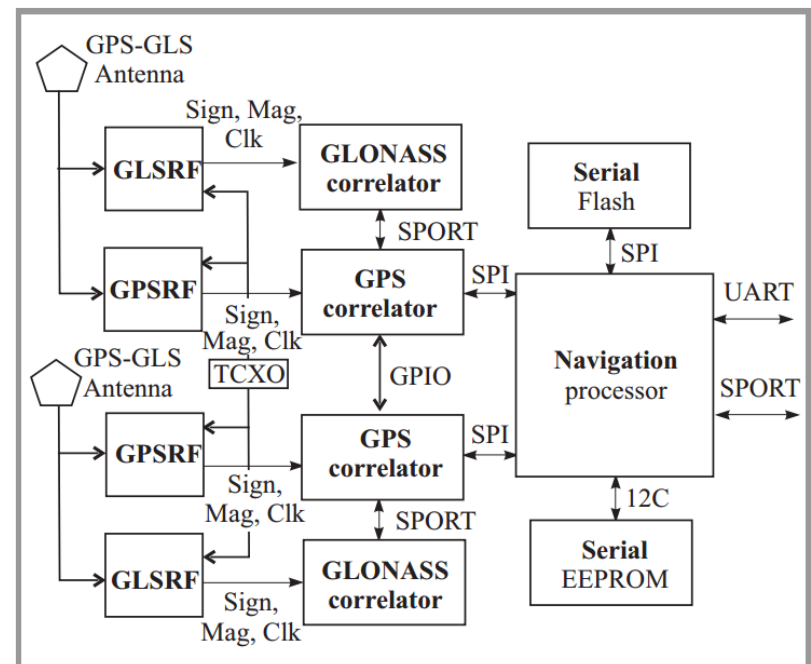 GPS-GLS
Antenna
Sign, Mag,
Clk
GLSRF
GLONASS
correlator
Serial
Flash
SPORT
SPI
GPSRF
GPS
correlator
SPI
UART
Sign,
Mag, Clk
GPS-GLS
Antenna
TCXO
GPIO
Navigation
processor
SPORT
GPSRF
GPS
correlator
SPI
Sign,
Mag, Clk
12C
SPORT
Serial
EEPROM
GLSRF
GLONASS
correlator
Sign,
Mag, Clk